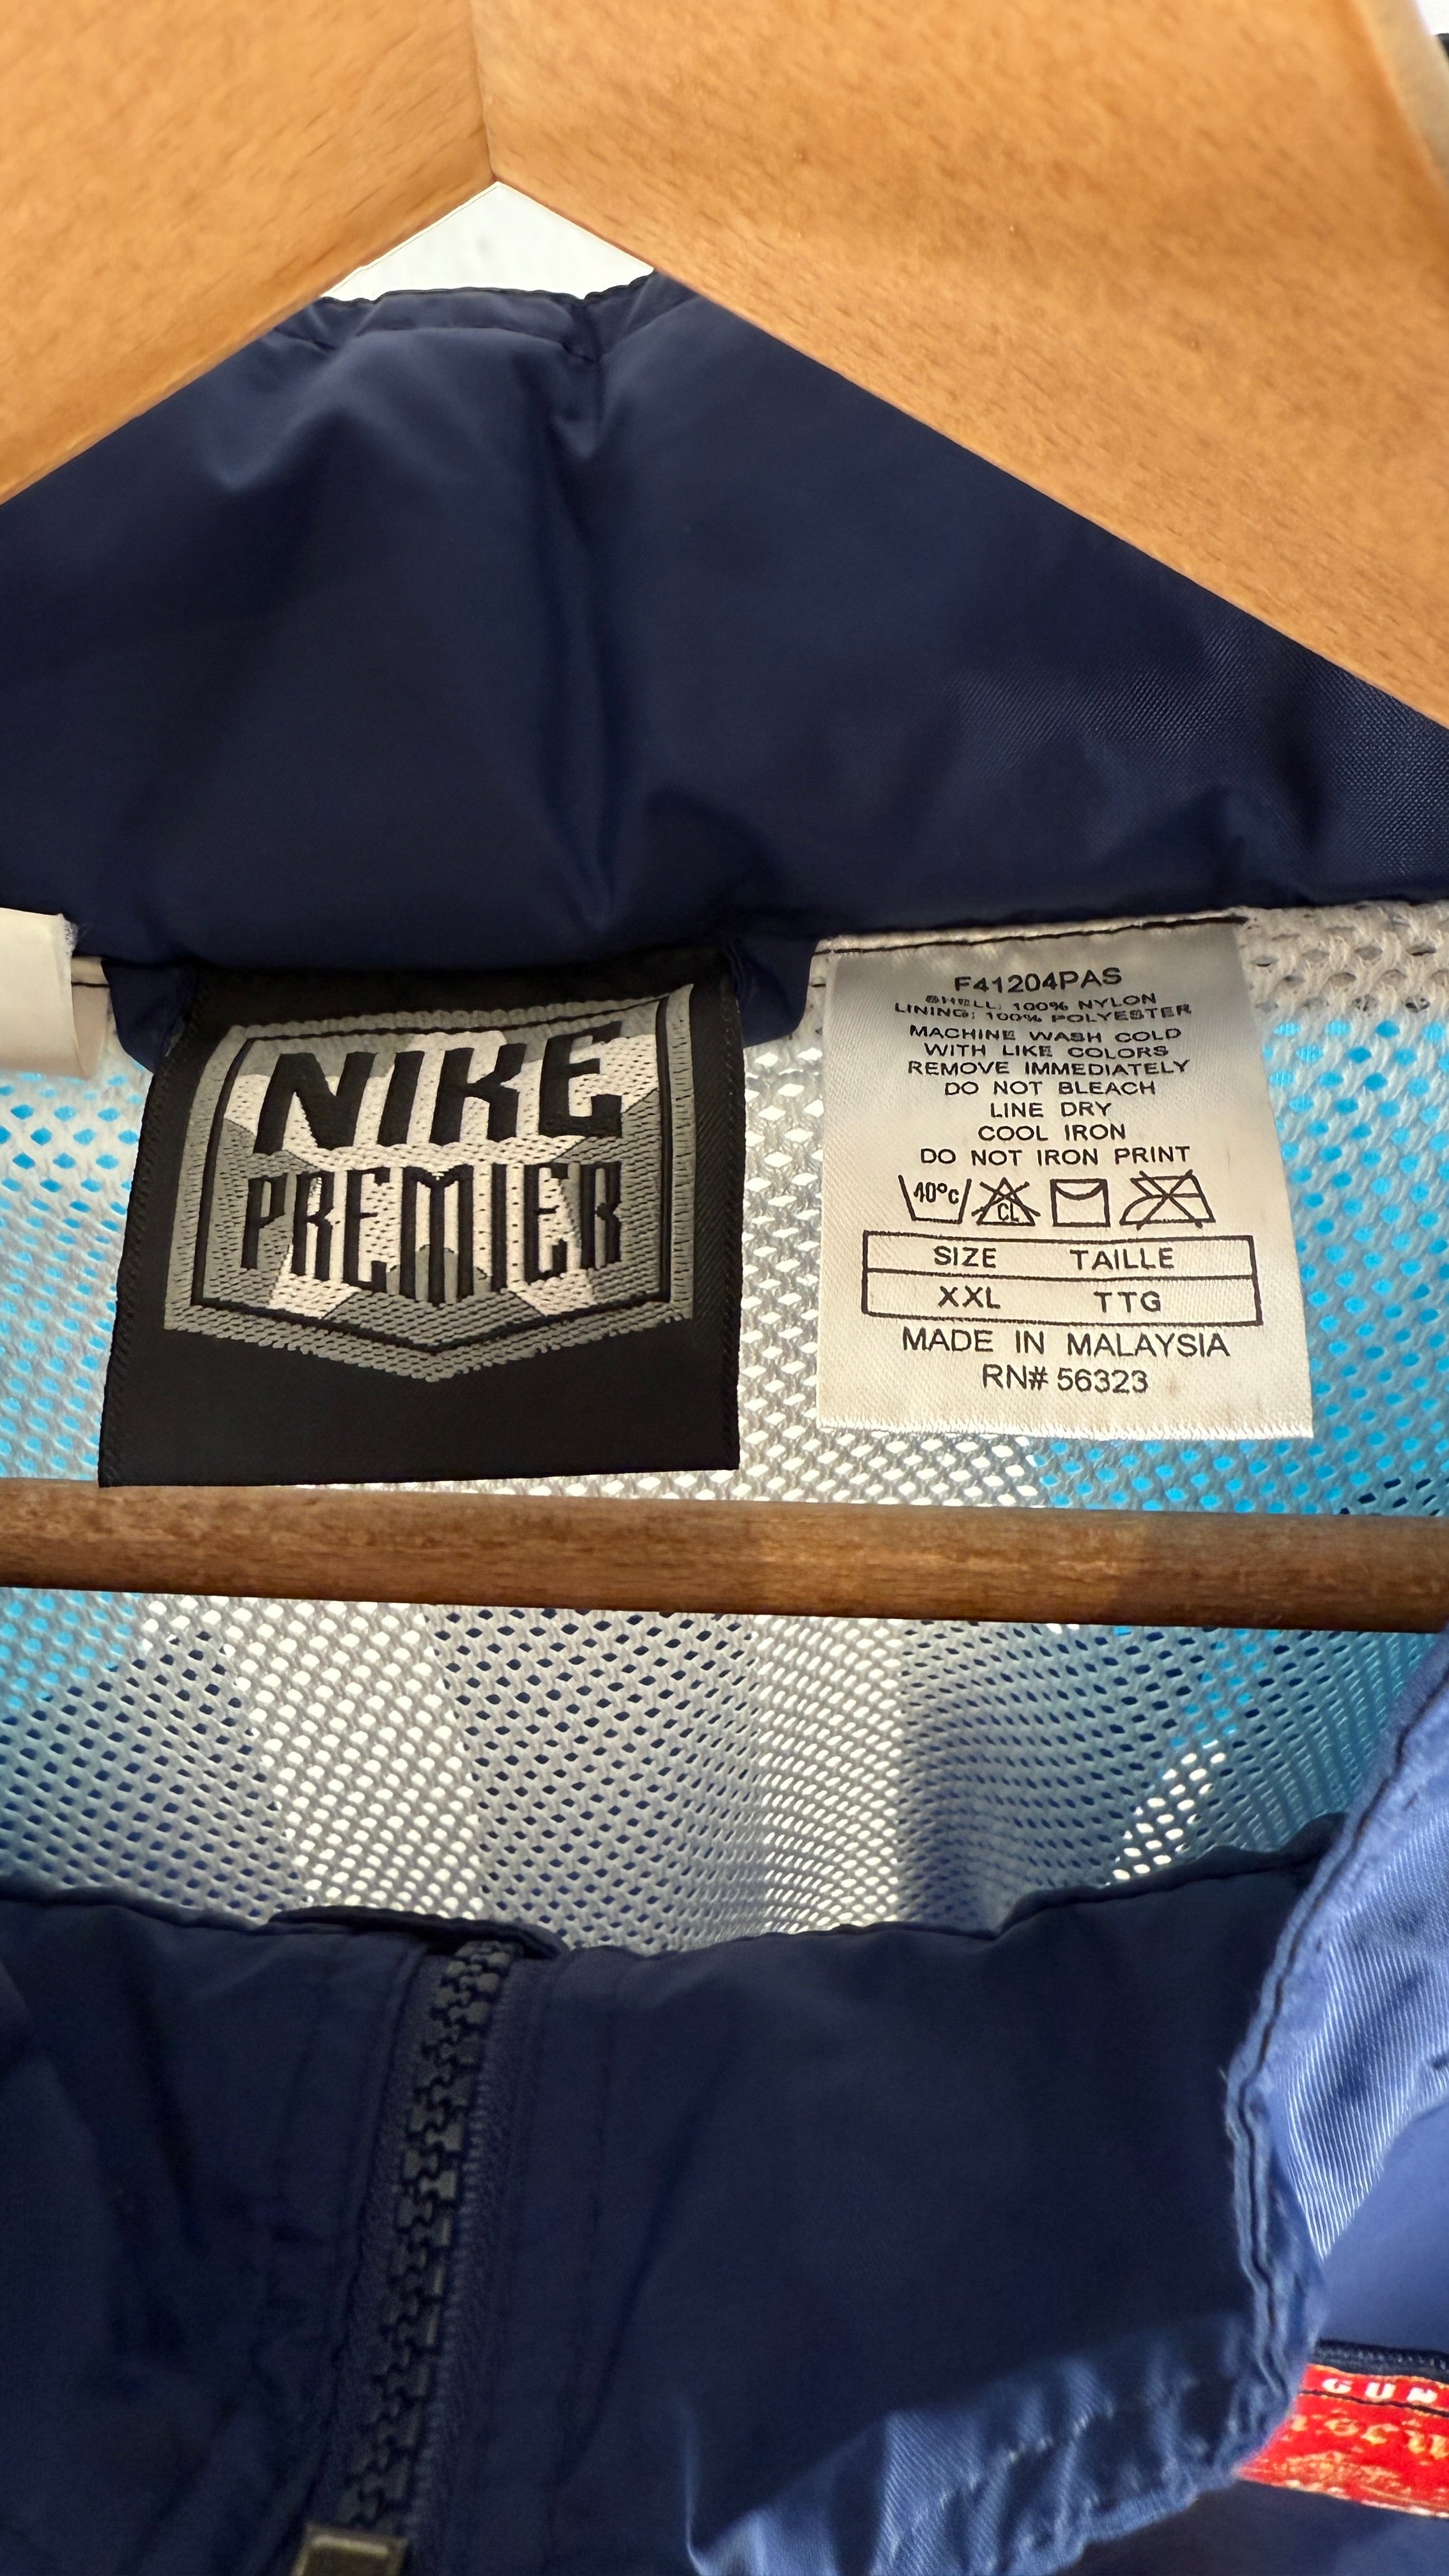 NIKE
PREMIER
F41204PAS
SHELL: 100% NYLON
LINING: 100% POLYESTER
MACHINE WASH COLD
WITH LIKE COLORS
REMOVE IMMEDIATELY
DO NOT BLEACH
LINE DRY
COOL IRON
DO NOT IRON PRINT
40°c CL
SIZE TAILLE
XXL TTG
MADE IN MALAYSIA
RN# 56323
GUN